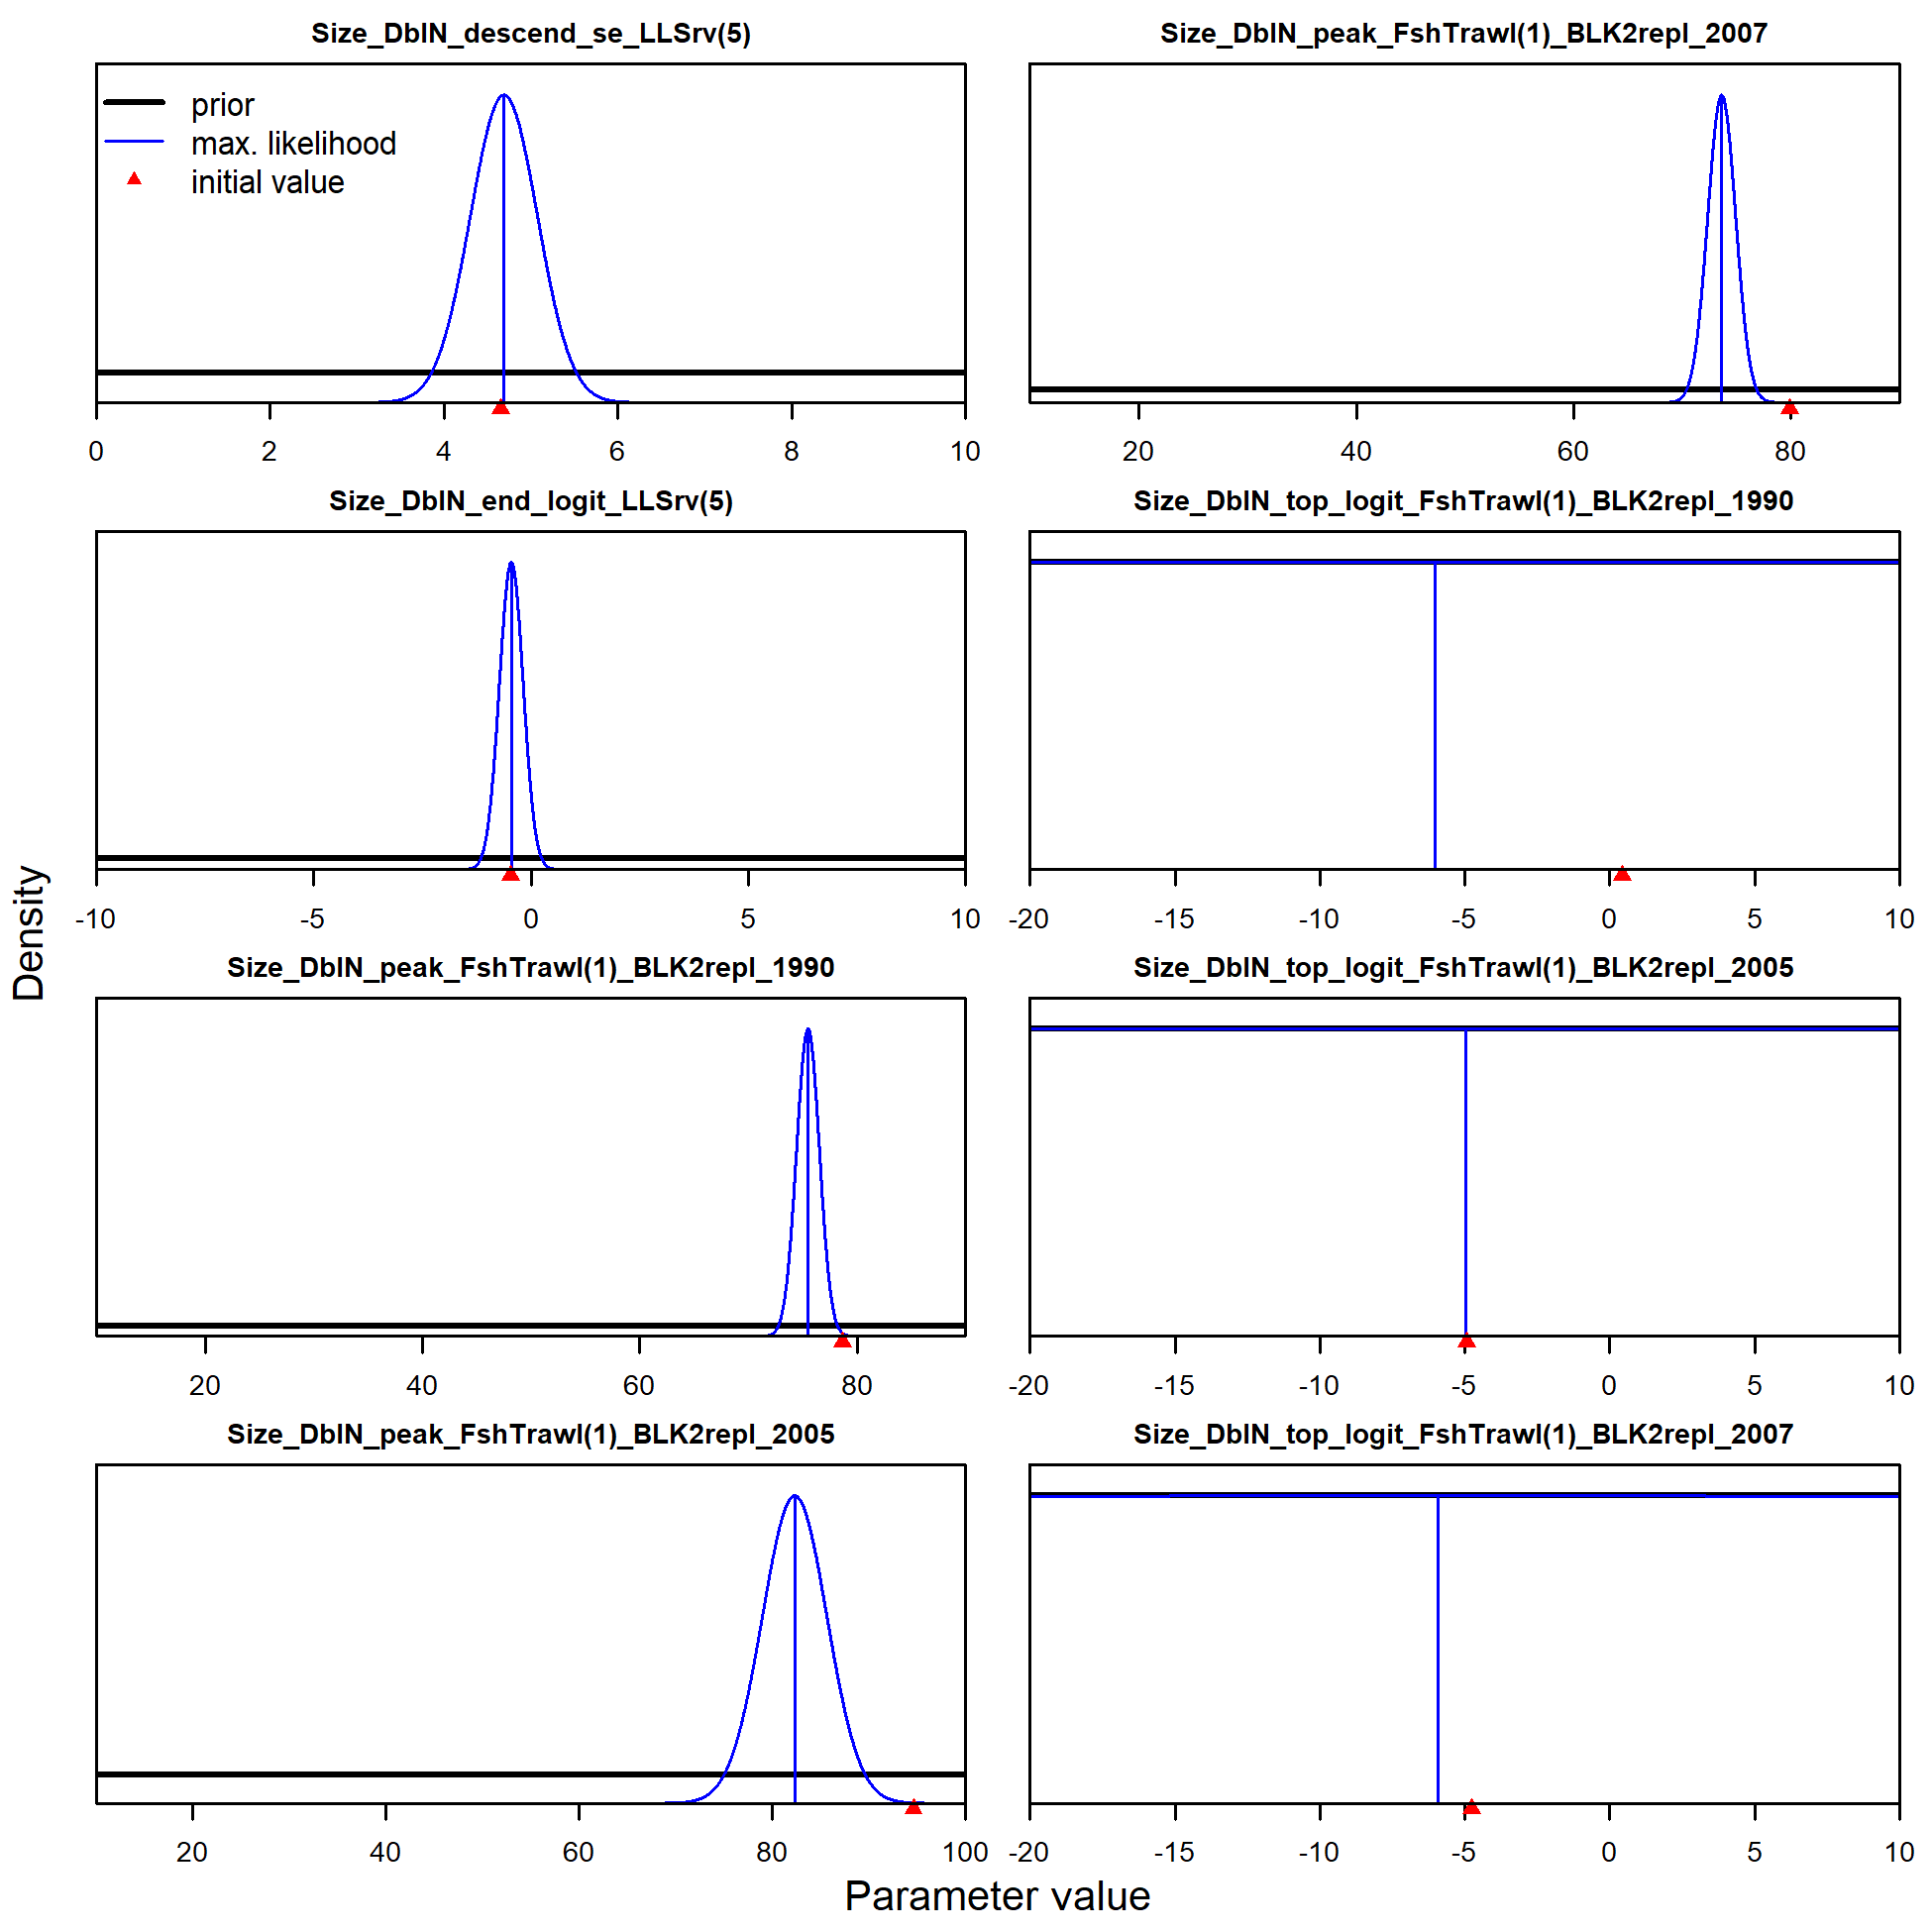 Size_DblN_descend_se_LLSrv(5)
prior
max. likelihood
initial value
0 2 4 6 8 10
Size_DblN_peak_FshTrawl(1)_BLK2repl_2007
20 40 60 80
Size_DblN_end_logit_LLSrv(5)
-10 -5 0 5 10
Size_DblN_top_logit_FshTrawl(1)_BLK2repl_1990
-20 -15 -10 -5 0 5 10
Size_DblN_peak_FshTrawl(1)_BLK2repl_1990
20 40 60 80
Size_DblN_top_logit_FshTrawl(1)_BLK2repl_2005
-20 -15 -10 -5 0 5 10
Size_DblN_peak_FshTrawl(1)_BLK2repl_2005
20 40 60 80 100
Size_DblN_top_logit_FshTrawl(1)_BLK2repl_2007
-20 -15 -10 -5 0 5 10
Density
Parameter value